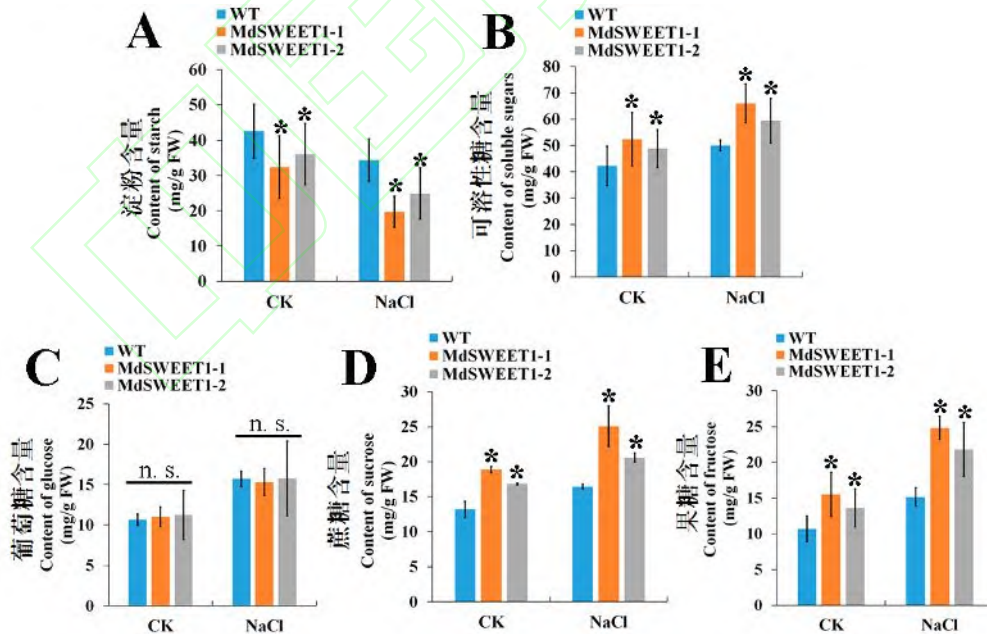 A
WT
MdSWEET1-1
MdSWEET1-2
淀粉含量
Content of starch
(mg/g FW)
60
50
40
30
20
10
0
* *
* *
CK NaCl
B
WT
MdSWEET1-1
MdSWEET1-2
可溶性糖含量
Content of soluble sugars
(mg/g FW)
80
70
60
50
40
30
20
10
0
* *
* *
CK NaCl
C
WT
MdSWEET1-1
MdSWEET1-2
葡萄糖含量
Content of glucose
(mg/g FW)
25
20
15
10
5
0
n. s.
n. s.
CK NaCl
D
WT
MdSWEET1-1
MdSWEET1-2
蔗糖含量
Content of sucrose
(mg/g FW)
30
25
20
15
10
5
0
* *
* *
CK NaCl
E
WT
MdSWEET1-1
MdSWEET1-2
果糖含量
Content of fructose
(mg/g FW)
30
25
20
15
10
5
0
* *
* *
CK NaCl